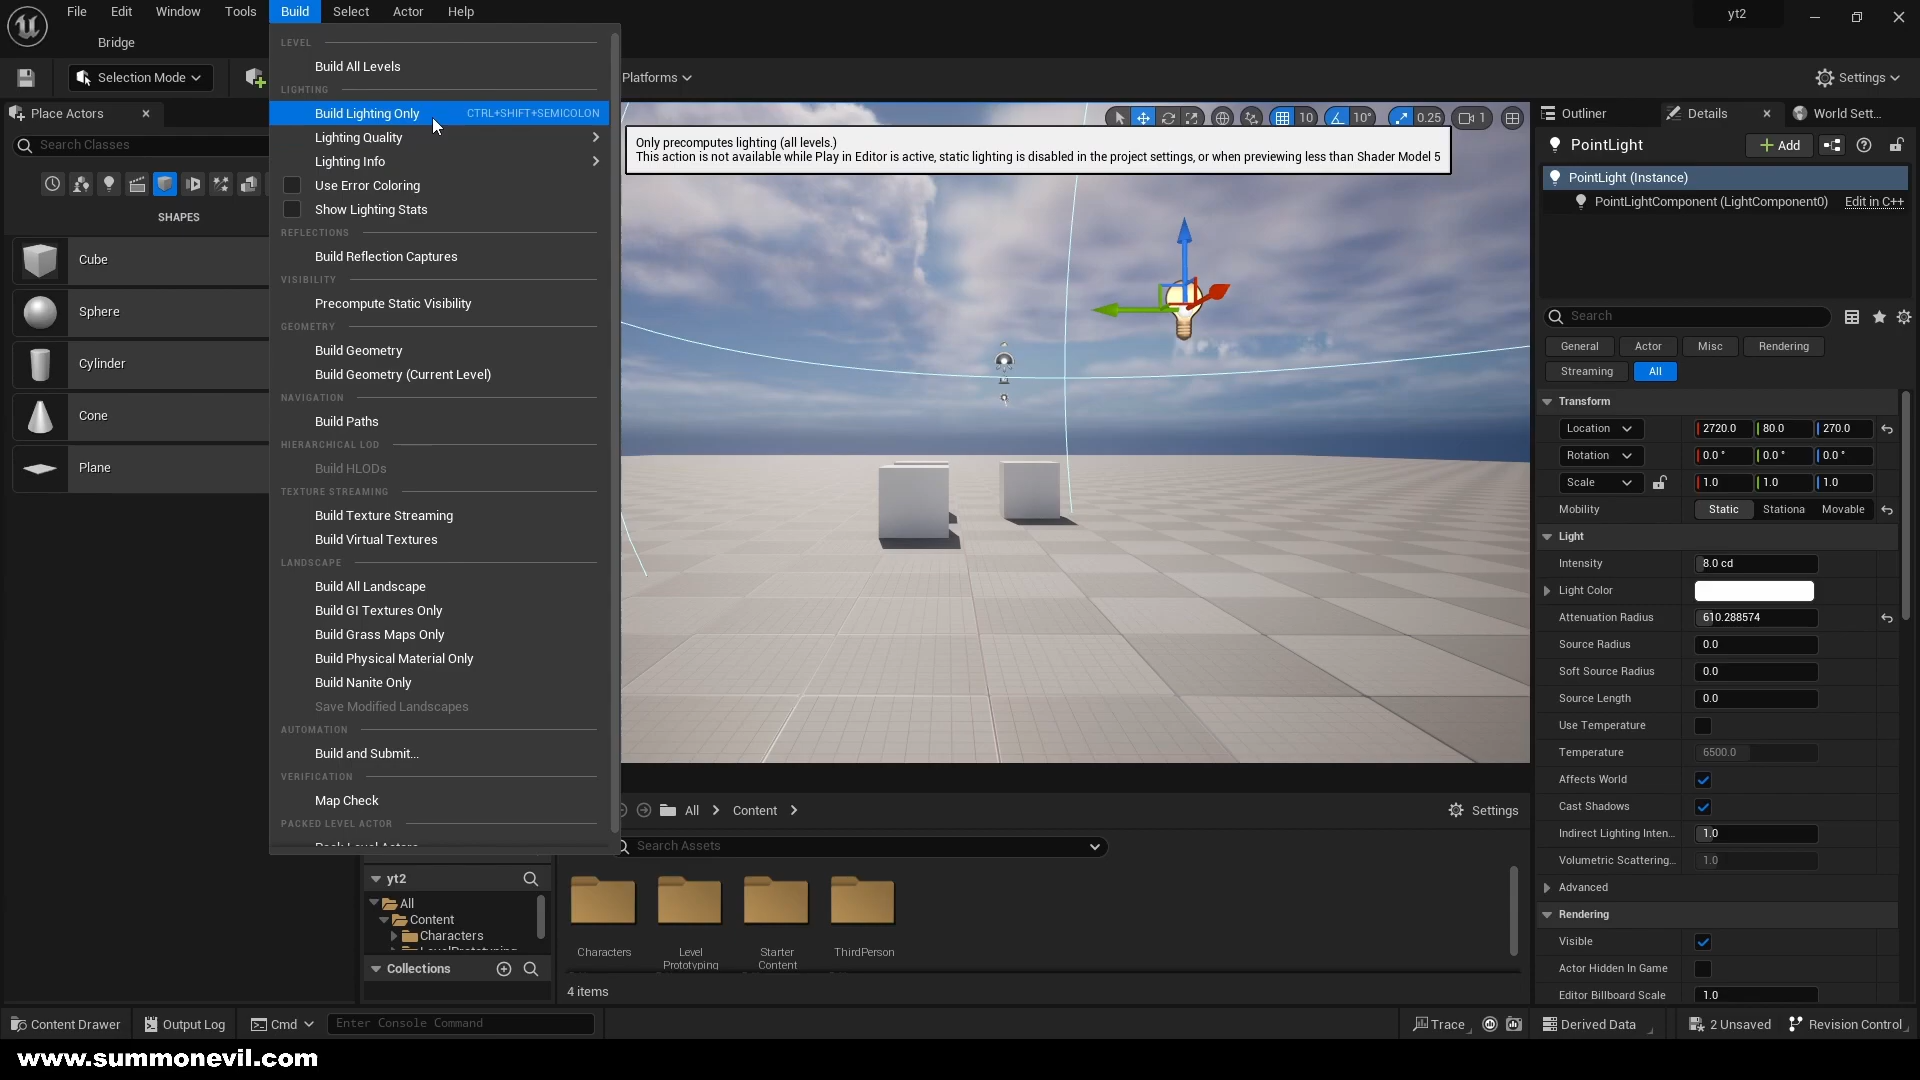 File Edit Window Tools Build Select Actor Help
yt2
Bridge
Selection Mode
Platforms
Settings
Place Actors
Search Classes
SHAPES
Cube
Sphere
Cylinder
Cone
Plane
LEVEL
Build All Levels
LIGHTING
Build Lighting Only CTRL+SHIFT+SEMICOLON
Lighting Quality
Lighting Info
Use Error Coloring
Show Lighting Stats
REFLECTIONS
Build Reflection Captures
VISIBILITY
Precompute Static Visibility
GEOMETRY
Build Geometry
Build Geometry (Current Level)
NAVIGATION
Build Paths
HIERARCHICAL LOD
Build HLODs
TEXTURE STREAMING
Build Texture Streaming
Build Virtual Textures
LANDSCAPE
Build All Landscape
Build GI Textures Only
Build Grass Maps Only
Build Physical Material Only
Build Nanite Only
Save Modified Landscapes
AUTOMATION
Build and Submit...
VERIFICATION
Map Check
PACKED LEVEL ACTOR
10 10° 0.25 1
Only precomputes lighting (all levels.)
This action is not available while Play in Editor is active, static lighting is disabled in the project settings, or when previewing less than Shader Model 5
Outliner Details World Sett...
PointLight Add
PointLight (Instance)
PointLightComponent (LightComponent0) Edit in C++
Search
General Actor Misc Rendering
Streaming All
Transform
Location 2720.0 80.0 270.0
Rotation 0.0 ° 0.0 ° 0.0 °
Scale 1.0 1.0 1.0
Mobility Static Stationa Movable
Light
Intensity 8.0 cd
Light Color
Attenuation Radius 610.288574
Source Radius 0.0
Soft Source Radius 0.0
Source Length 0.0
Use Temperature
Temperature 6500.0
Affects World
Cast Shadows
Indirect Lighting Inten... 1.0
Volumetric Scattering... 1.0
Advanced
Rendering
Visible
Actor Hidden In Game
Editor Billboard Scale 1.0
All Content
Settings
Search Assets
yt2
All
Content
Characters
Collections
Characters
Level
Prototyping
Starter
Content
ThirdPerson
4 items
Content Drawer Output Log Cmd Enter Console Command
Trace Derived Data 2 Unsaved Revision Control
www.summonevil.com